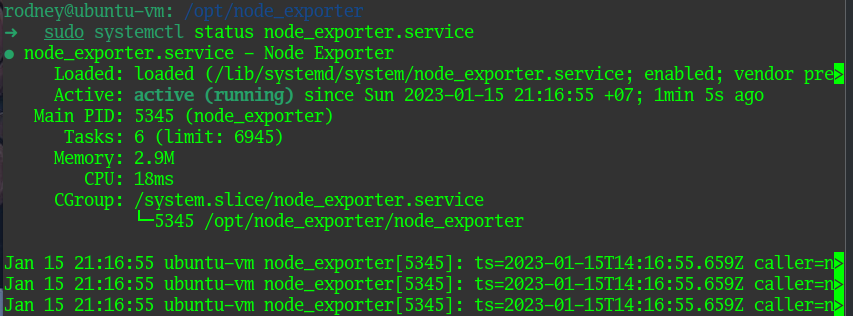 rodney@ubuntu-vm: /opt/node_exporter
➜  sudo systemctl status node_exporter.service
● node_exporter.service - Node Exporter
     Loaded: loaded (/lib/systemd/system/node_exporter.service; enabled; vendor pre>
     Active: active (running) since Sun 2023-01-15 21:16:55 +07; 1min 5s ago
   Main PID: 5345 (node_exporter)
      Tasks: 6 (limit: 6945)
     Memory: 2.9M
        CPU: 18ms
     CGroup: /system.slice/node_exporter.service
             └─5345 /opt/node_exporter/node_exporter
Jan 15 21:16:55 ubuntu-vm node_exporter[5345]: ts=2023-01-15T14:16:55.659Z caller=n>
Jan 15 21:16:55 ubuntu-vm node_exporter[5345]: ts=2023-01-15T14:16:55.659Z caller=n>
Jan 15 21:16:55 ubuntu-vm node_exporter[5345]: ts=2023-01-15T14:16:55.659Z caller=n>